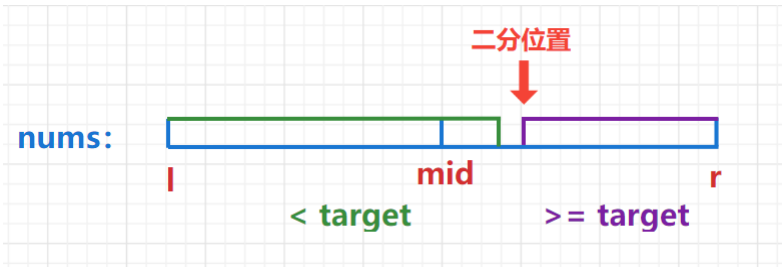 二分位置
nums:
l mid r
< target >= target